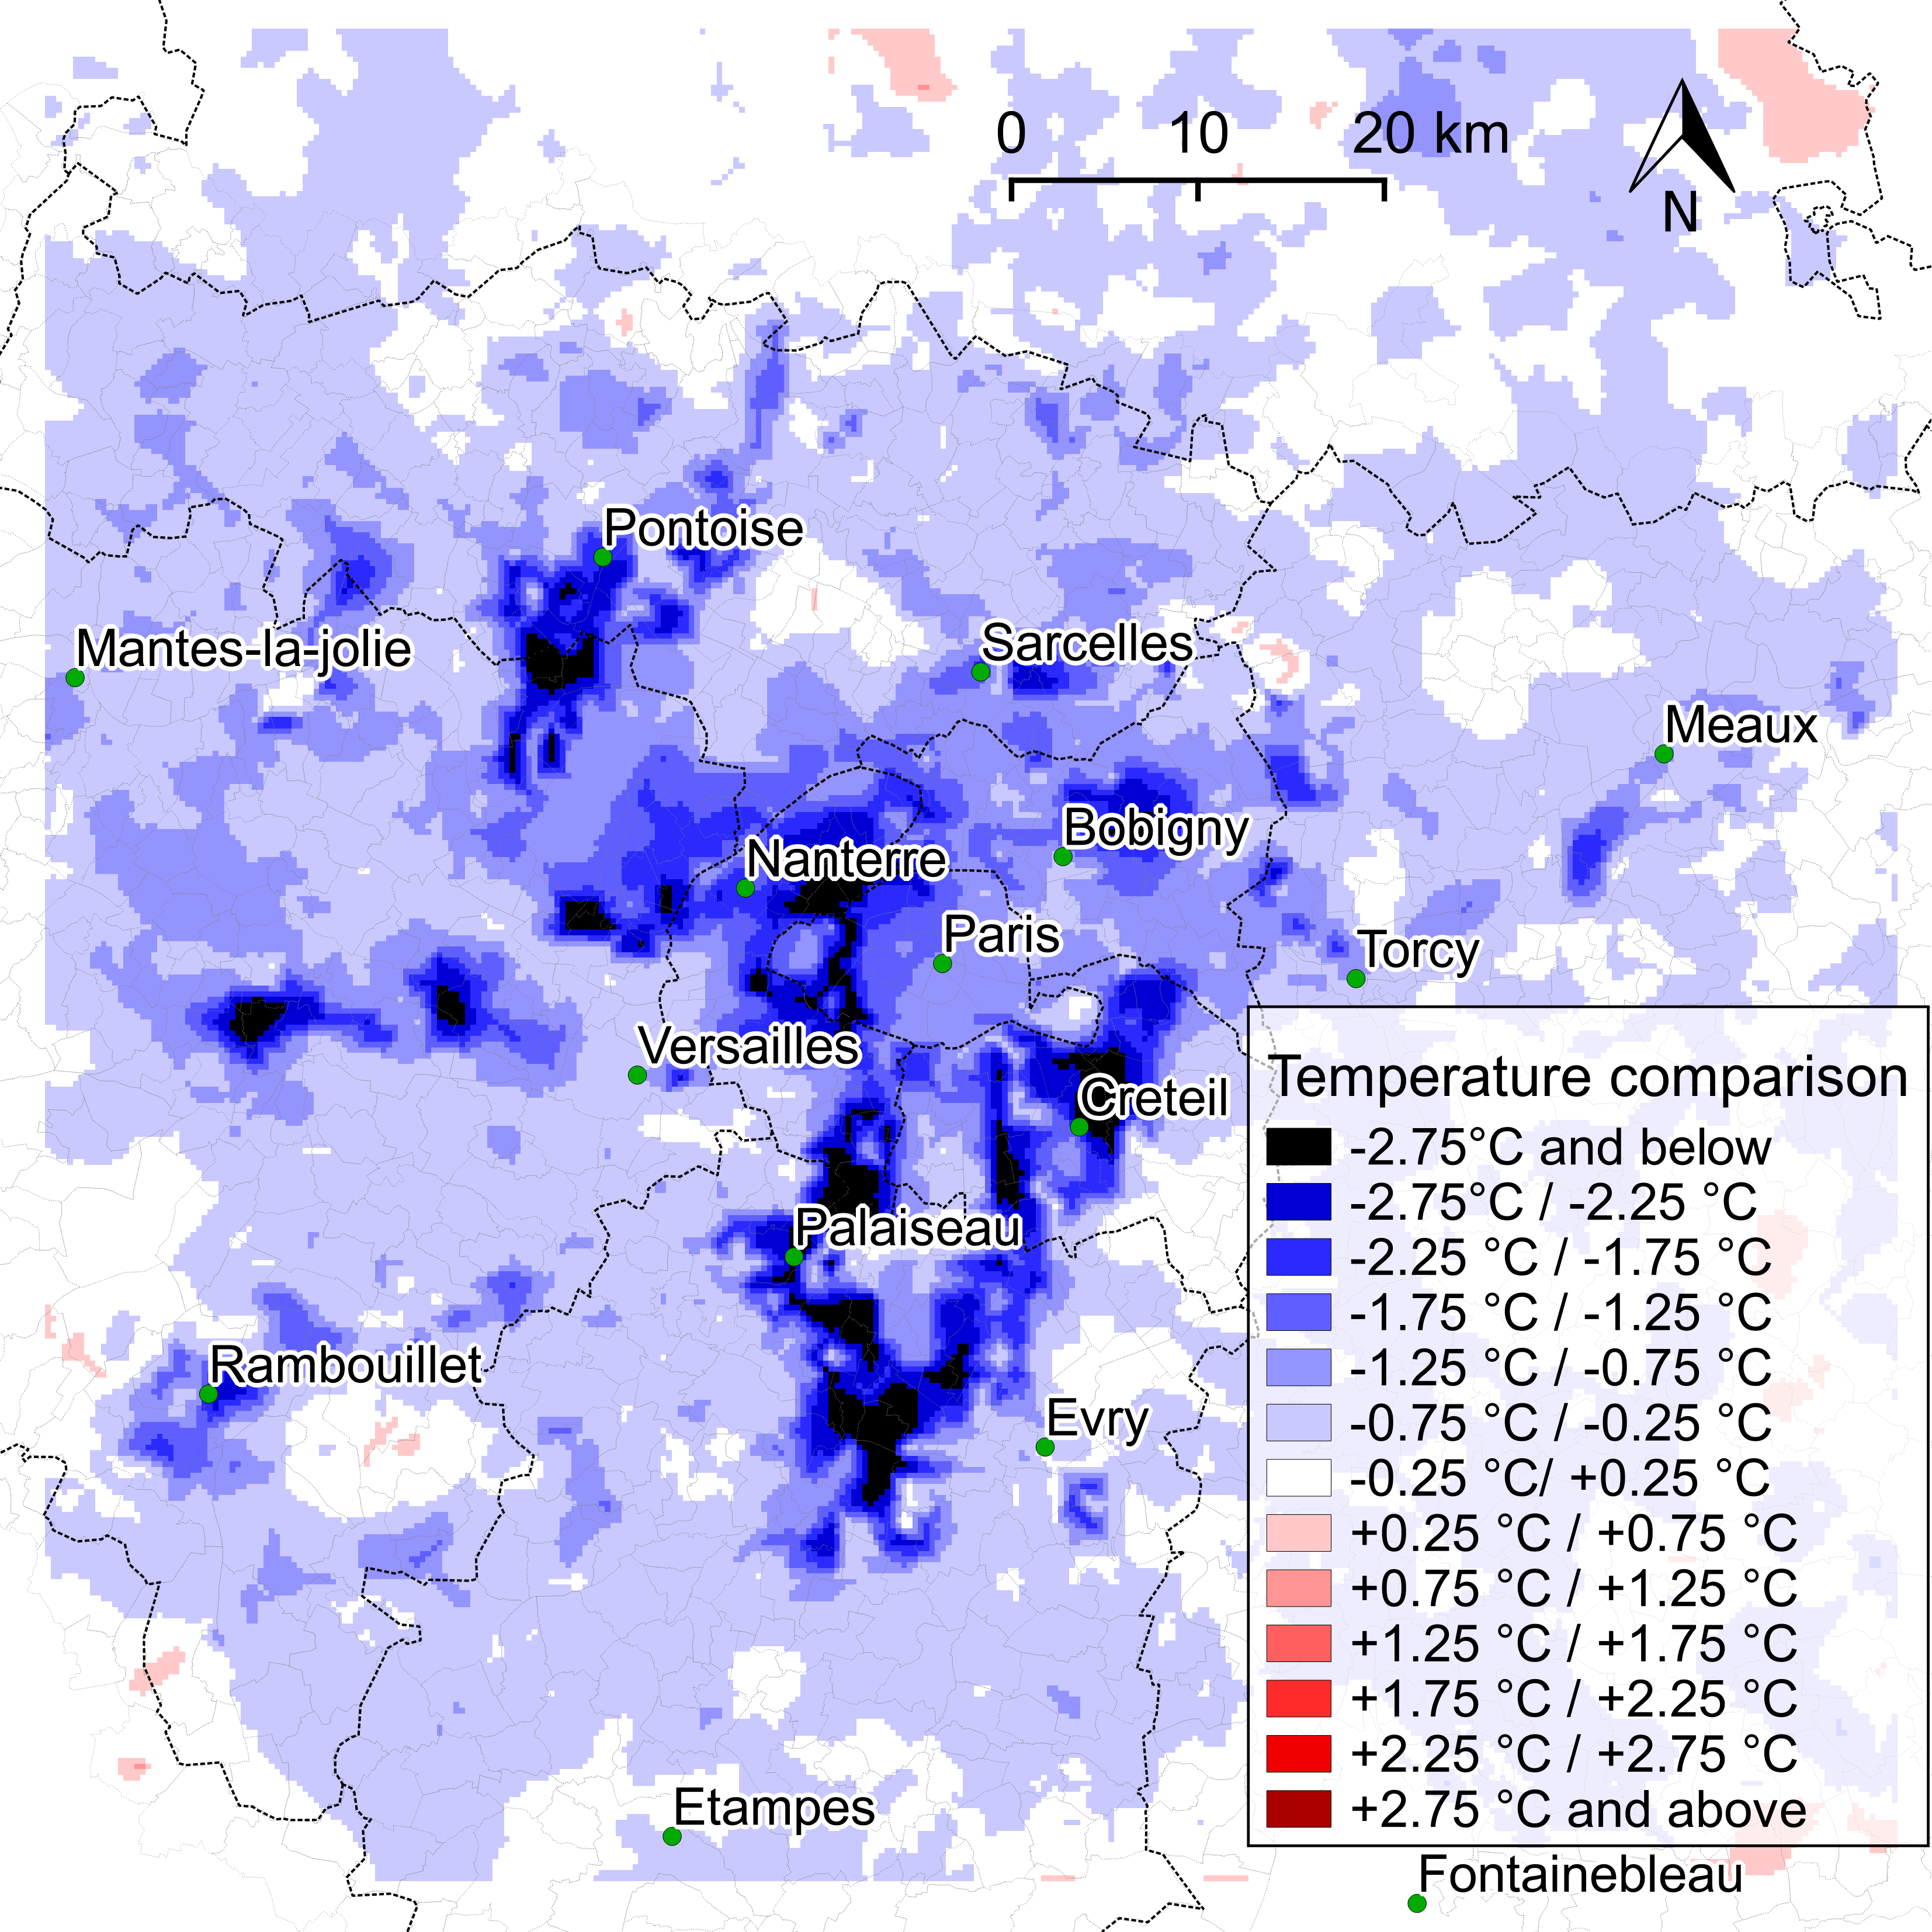 0 10 20 km
N
Pontoise
Mantes-la-jolie
Sarcelles
Meaux
Bobigny
Nanterre
Paris
Torcy
Versailles
Creteil
Palaiseau
Rambouillet
Evry
Etampes
Fontainebleau
Temperature comparison
-2.75°C and below
-2.75°C / -2.25 °C
-2.25 °C / -1.75 °C
-1.75 °C / -1.25 °C
-1.25 °C / -0.75 °C
-0.75 °C / -0.25 °C
-0.25 °C/ +0.25 °C
+0.25 °C / +0.75 °C
+0.75 °C / +1.25 °C
+1.25 °C / +1.75 °C
+1.75 °C / +2.25 °C
+2.25 °C / +2.75 °C
+2.75 °C and above